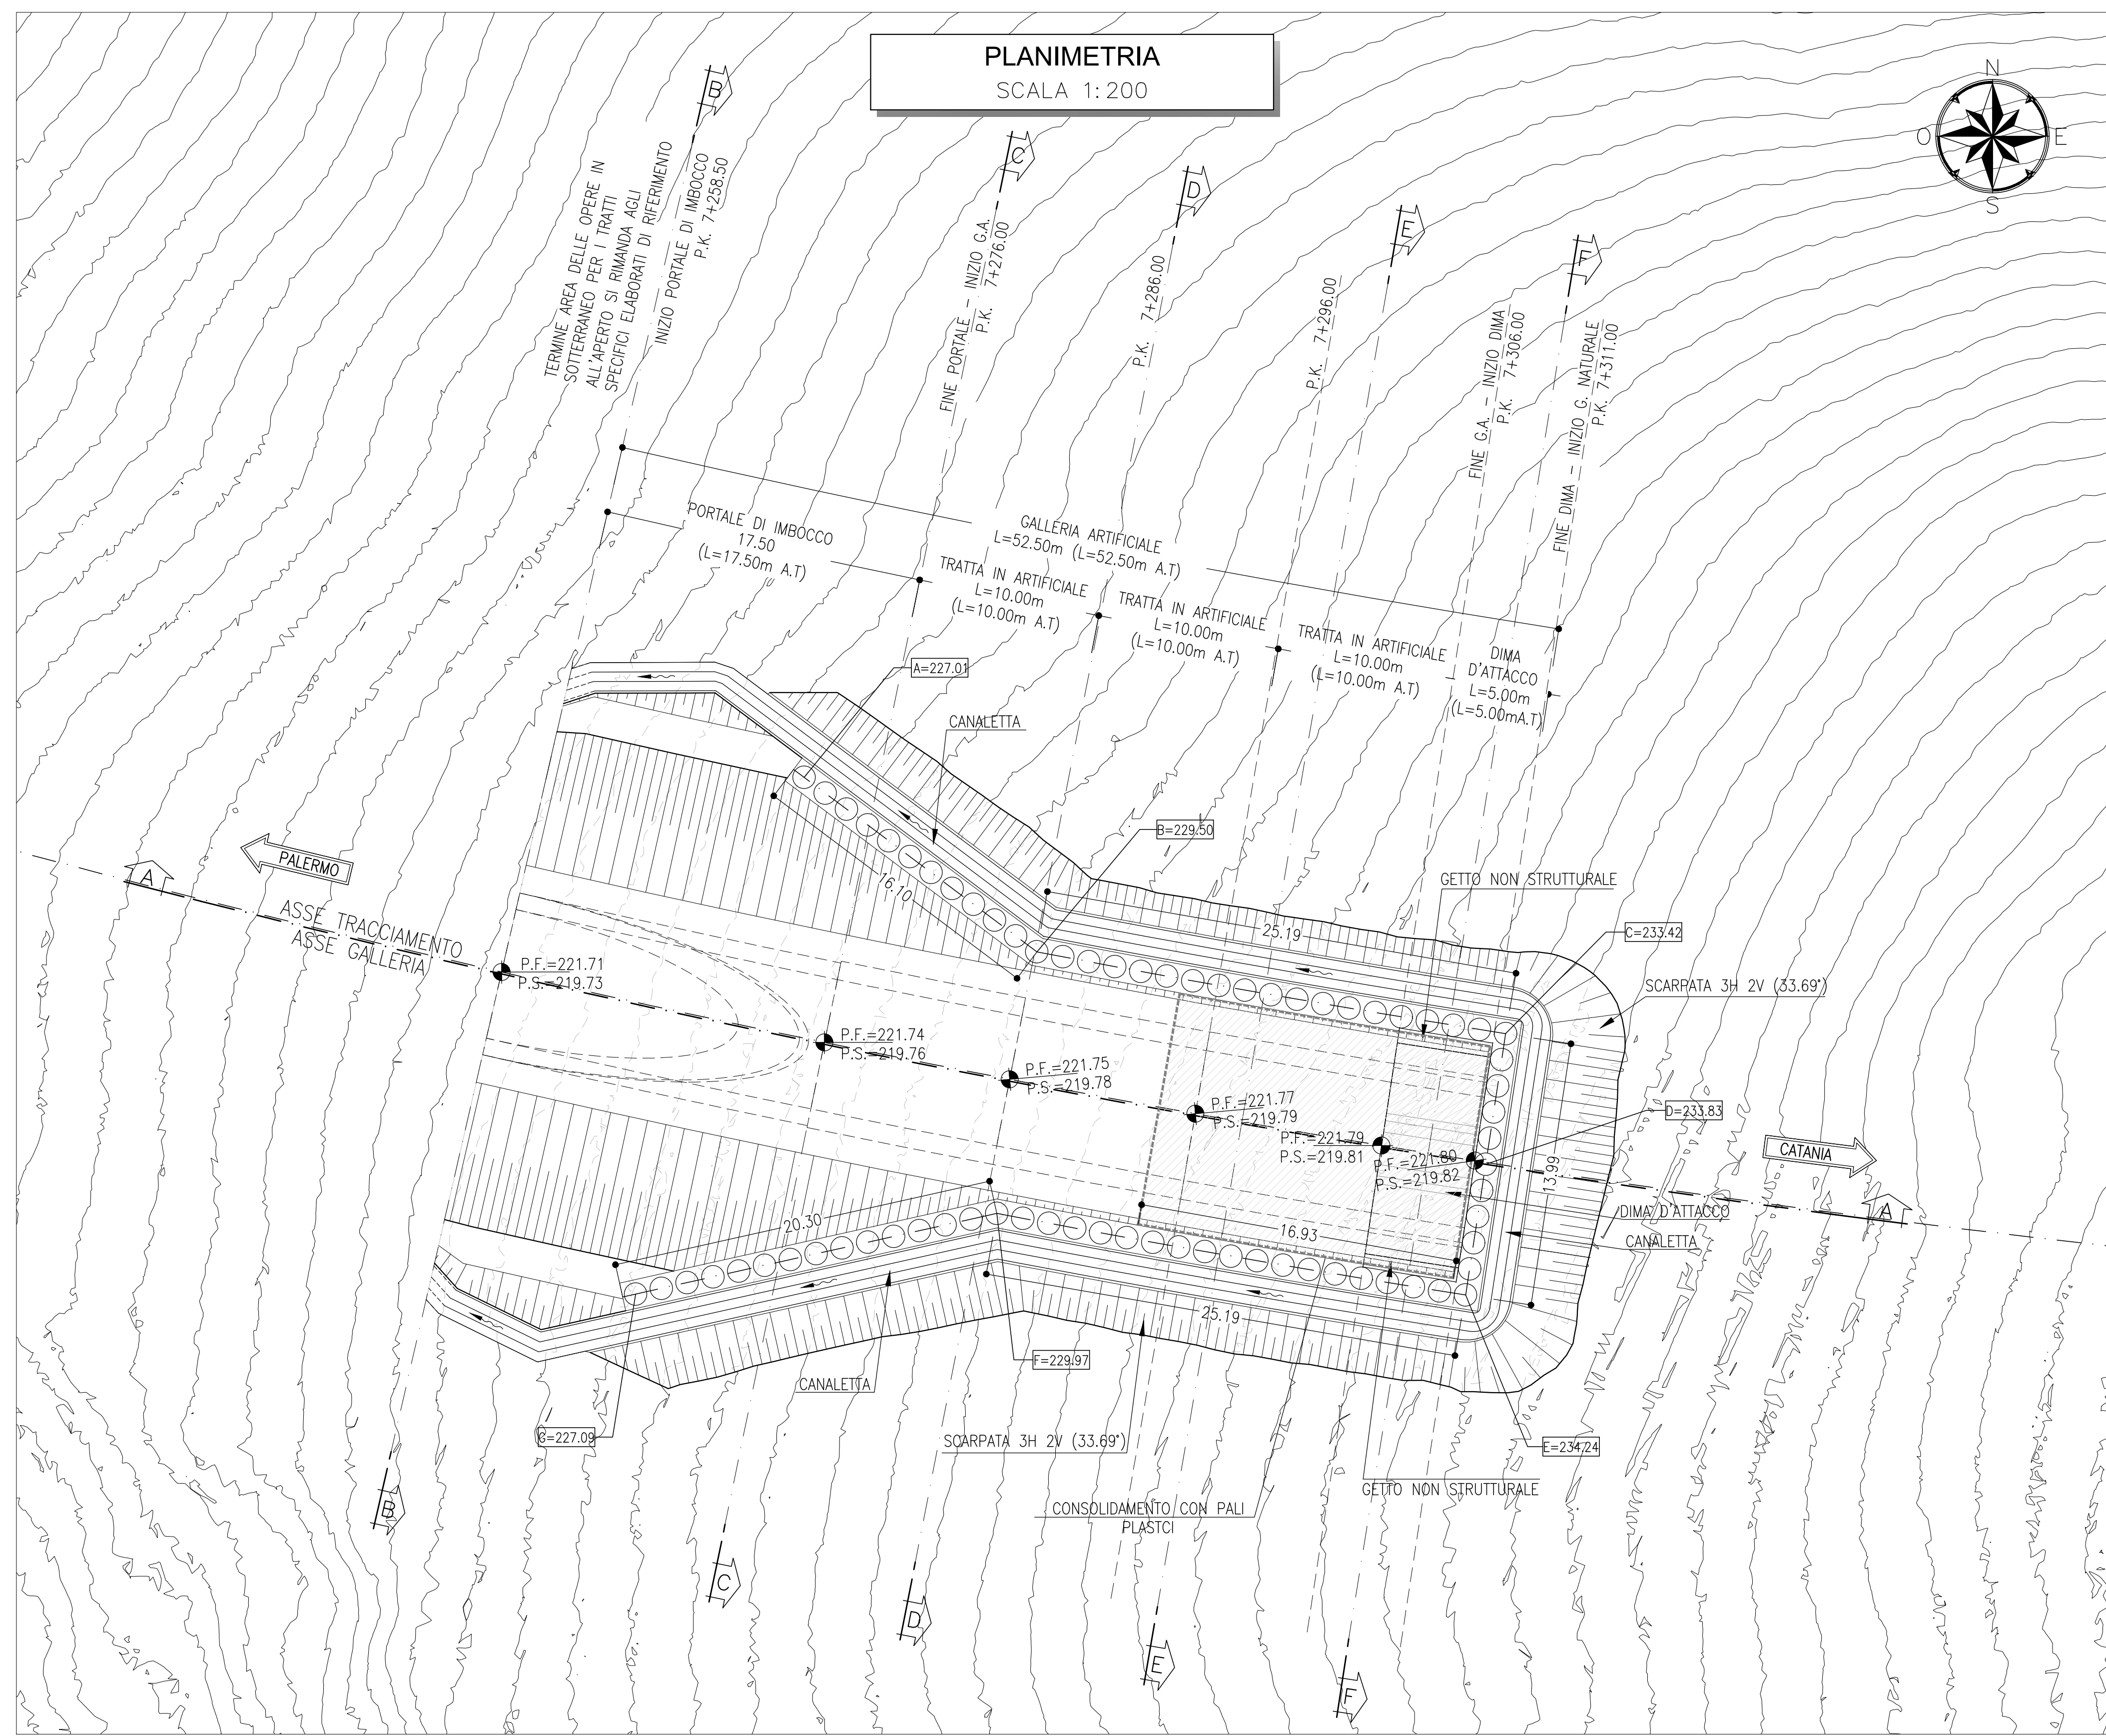 PLANIMETRIA
SCALA 1:200
N
O
E
S
B
C
D
E
F
TERMINE AREA DELLE OPERE IN
SOTTERRANEO PER I TRATTI
ALL'APERTO SI RIMANDA AGLI
SPECIFICI ELABORATI DI RIFERIMENTO
INIZIO PORTALE DI IMBOCCO
P.K. 7+258.50
FINE PORTALE - INIZIO G.A.
P.K. 7+276.00
P.K. 7+286.00
P.K. 7+296.00
FINE G.A. - INIZIO DIMA
P.K. 7+306.00
FINE DIMA - INIZIO G. NATURALE
P.K. 7+311.00
PORTALE DI IMBOCCO
17.50
(L=17.50m A.T)
GALLERIA ARTIFICIALE
L=52.50m (L=52.50m A.T)
TRATTA IN ARTIFICIALE
L=10.00m
(L=10.00m A.T)
TRATTA IN ARTIFICIALE
L=10.00m
(L=10.00m A.T)
TRATTA IN ARTIFICIALE
L=10.00m
(L=10.00m A.T)
DIMA
D'ATTACCO
L=5.00m
(L=5.00mA.T)
A=227.01
CANALETTA
B=229.50
16.10
GETTO NON STRUTTURALE
25.19
C=233.42
SCARPATA 3H 2V (33.69°)
PALERMO
A
ASSE TRACCIAMENTO
ASSE GALLERIA
P.F.=221.71
P.S.=219.73
P.F.=221.74
P.S.=219.76
P.F.=221.75
P.S.=219.78
P.F.=221.77
P.S.=219.79
P.F.=221.79
P.S.=219.81
P.F.=221.80
P.S.=219.82
D=233.83
CATANIA
13.99
A
DIMA D'ATTACCO
CANALETTA
20.30
16.93
25.19
F=229.97
CANALETTA
G=227.09
SCARPATA 3H 2V (33.69°)
E=234.24
GETTO NON STRUTTURALE
CONSOLIDAMENTO CON PALI
PLASTCI
B
C
D
E
F